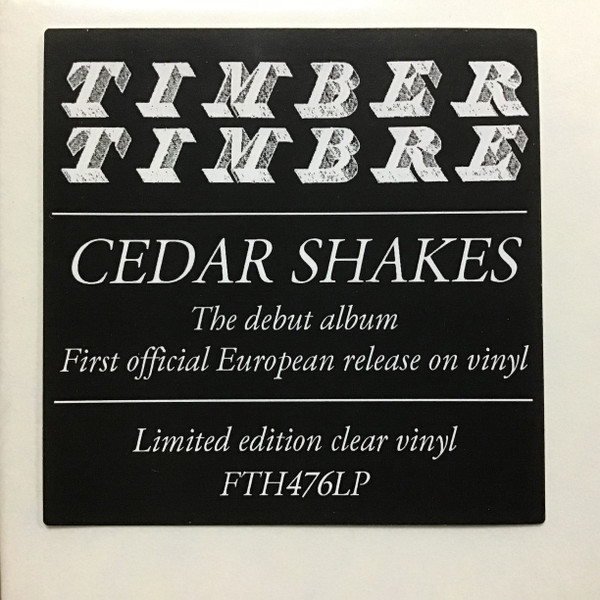 TIMBER
TIMBRE
CEDAR SHAKES
The debut album
First official European release on vinyl
Limited edition clear vinyl
FTH476LP